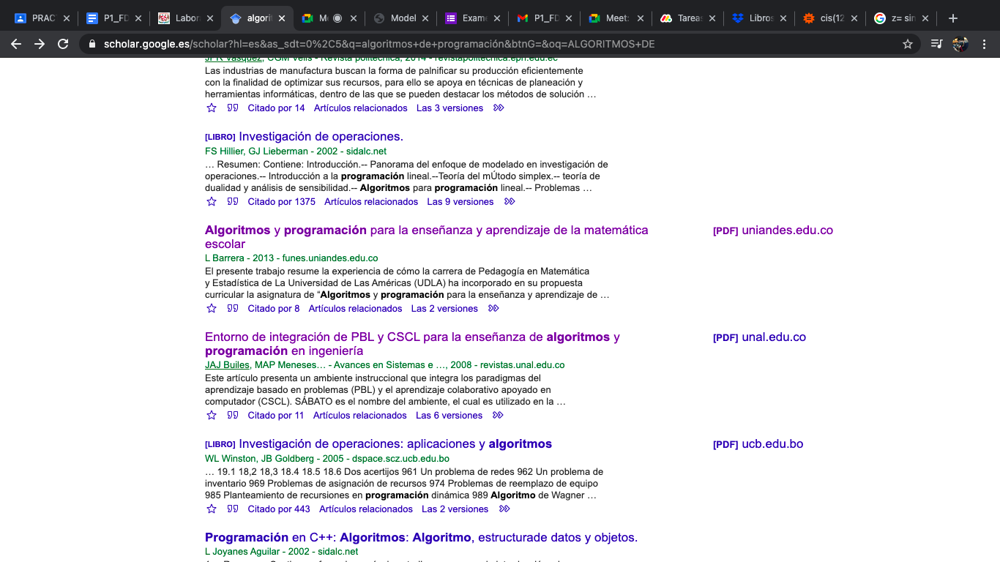 PRAC
P1_FD
Labor
algorit
M
Model
Exame
P1_FD
Meet:
Tareas
Libros
cis(12
z= sin
scholar.google.es/scholar?hl=es&as_sdt=0%2C5&q=algoritmos+de+programación&btnG=&oq=ALGORITMOS+DE
JPR Vásquez, CGM Velis - Revista politécnica, 2014 - revistapolitecnica.epn.edu.ec
Las industrias de manufactura buscan la forma de palnificar su producción eficientemente
con la finalidad de optimizar sus recursos, para ello se apoya en técnicas de planeación y
herramientas informáticas, dentro de las que se pueden destacar los métodos de solución …
Citado por 14 Artículos relacionados Las 3 versiones
[LIBRO] Investigación de operaciones.
FS Hillier, GJ Lieberman - 2002 - sidalc.net
… Resumen: Contiene: Introducción.-- Panorama del enfoque de modelado en investigación de
operaciones.-- Introducción a la programación lineal.--Teoría del mÚtodo simplex.-- teoría de
dualidad y análisis de sensibilidad.-- Algoritmos para programación lineal.-- Problemas …
Citado por 1375 Artículos relacionados Las 9 versiones
Algoritmos y programación para la enseñanza y aprendizaje de la matemática
escolar
[PDF] uniandes.edu.co
L Barrera - 2013 - funes.uniandes.edu.co
El presente trabajo resume la experiencia de cómo la carrera de Pedagogía en Matemática
y Estadística de La Universidad de Las Américas (UDLA) ha incorporado en su propuesta
curricular la asignatura de “Algoritmos y programación para la enseñanza y aprendizaje de …
Citado por 8 Artículos relacionados Las 2 versiones
Entorno de integración de PBL y CSCL para la enseñanza de algoritmos y
programación en ingeniería
[PDF] unal.edu.co
JAJ Builes, MAP Meneses… - Avances en Sistemas e …, 2008 - revistas.unal.edu.co
Este artículo presenta un ambiente instruccional que integra los paradigmas del
aprendizaje basado en problemas (PBL) y el aprendizaje colaborativo apoyado en
computador (CSCL). SÁBATO es el nombre del ambiente, el cual es utilizado en la …
Citado por 11 Artículos relacionados Las 6 versiones
[LIBRO] Investigación de operaciones: aplicaciones y algoritmos
[PDF] ucb.edu.bo
WL Winston, JB Goldberg - 2005 - dspace.scz.ucb.edu.bo
… 19.1 18,2 18,3 18.4 18.5 18.6 Dos acertijos 961 Un problema de redes 962 Un problema de
inventario 969 Problemas de asignación de recursos 974 Problemas de reemplazo de equipo
985 Planteamiento de recursiones en programación dinámica 989 Algoritmo de Wagner …
Citado por 443 Artículos relacionados Las 2 versiones
Programación en C++: Algoritmos: Algoritmo, estructurade datos y objetos.
L Joyanes Aguilar - 2002 - sidalc.net